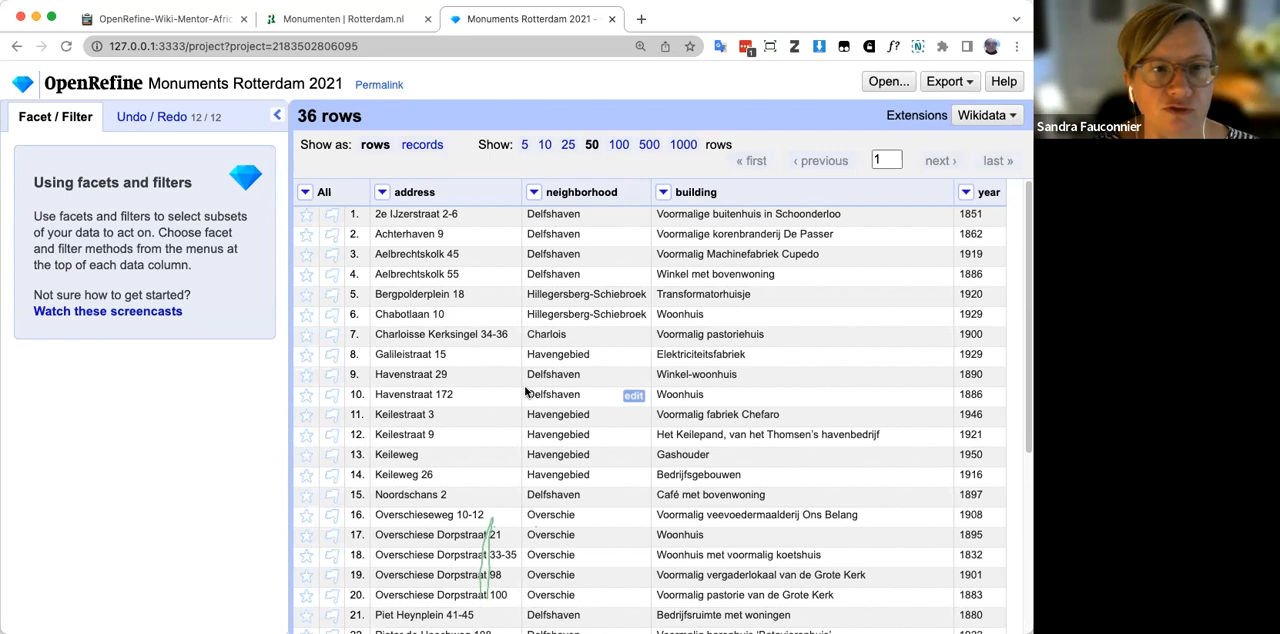 OpenRefine-Wiki-Mentor-Afric
Monumenten | Rotterdam.nl
Monuments Rotterdam 2021 -
127.0.0.1:3333/project?project=2183502806095
OpenRefine Monuments Rotterdam 2021 Permalink
Open... Export Help
Facet / Filter Undo / Redo 12 / 12
36 rows
Extensions Wikidata
Show as: rows records Show: 5 10 25 50 100 500 1000 rows
« first ‹ previous 1 next › last »
Using facets and filters
Use facets and filters to select subsets
of your data to act on. Choose facet
and filter methods from the menus at
the top of each data column.
Not sure how to get started?
Watch these screencasts
All address neighborhood building year
1. 2e IJzerstraat 2-6 Delfshaven Voormalige buitenhuis in Schoonderloo 1851
2. Achterhaven 9 Delfshaven Voormalige korenbranderij De Passer 1862
3. Aelbrechtskolk 45 Delfshaven Voormalig Machinefabriek Cupedo 1919
4. Aelbrechtskolk 55 Delfshaven Winkel met bovenwoning 1886
5. Bergpolderplein 18 Hillegersberg-Schiebroek Transformatorhuisje 1920
6. Chabotlaan 10 Hillegersberg-Schiebroek Woonhuis 1929
7. Charloisse Kerksingel 34-36 Charlois Voormalig pastoriehuis 1900
8. Galileistraat 15 Havengebied Elektriciteitsfabriek 1929
9. Havenstraat 29 Delfshaven Winkel-woonhuis 1890
10. Havenstraat 172 Delfshaven edit Woonhuis 1886
11. Keilestraat 3 Havengebied Voormalig fabriek Chefaro 1946
12. Keilestraat 9 Havengebied Het Keilepand, van het Thomsen's havenbedrijf 1921
13. Keileweg Havengebied Gashouder 1950
14. Keileweg 26 Havengebied Bedrijfsgebouwen 1916
15. Noordschans 2 Delfshaven Café met bovenwoning 1897
16. Overschieseweg 10-12 Overschie Voormalig veevoedermaalderij Ons Belang 1908
17. Overschiese Dorpstraat 21 Overschie Woonhuis 1895
18. Overschiese Dorpstraat 33-35 Overschie Woonhuis met voormalig koetshuis 1832
19. Overschiese Dorpstraat 98 Overschie Voormalig vergaderlokaal van de Grote Kerk 1901
20. Overschiese Dorpstraat 100 Overschie Voormalig pastorie van de Grote Kerk 1883
21. Piet Heynplein 41-45 Delfshaven Bedrijfsruimte met woningen 1880
Sandra Fauconnier